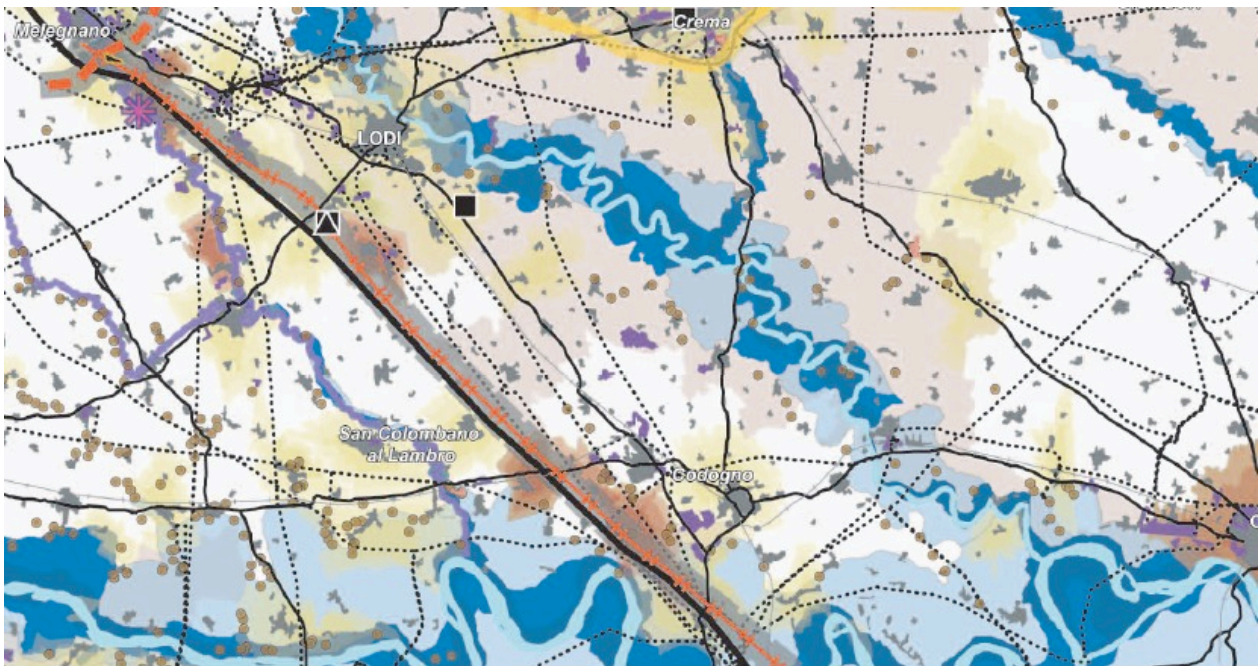 Melegnano
Crema
LODI
San Colombano
al Lambro
Codogno